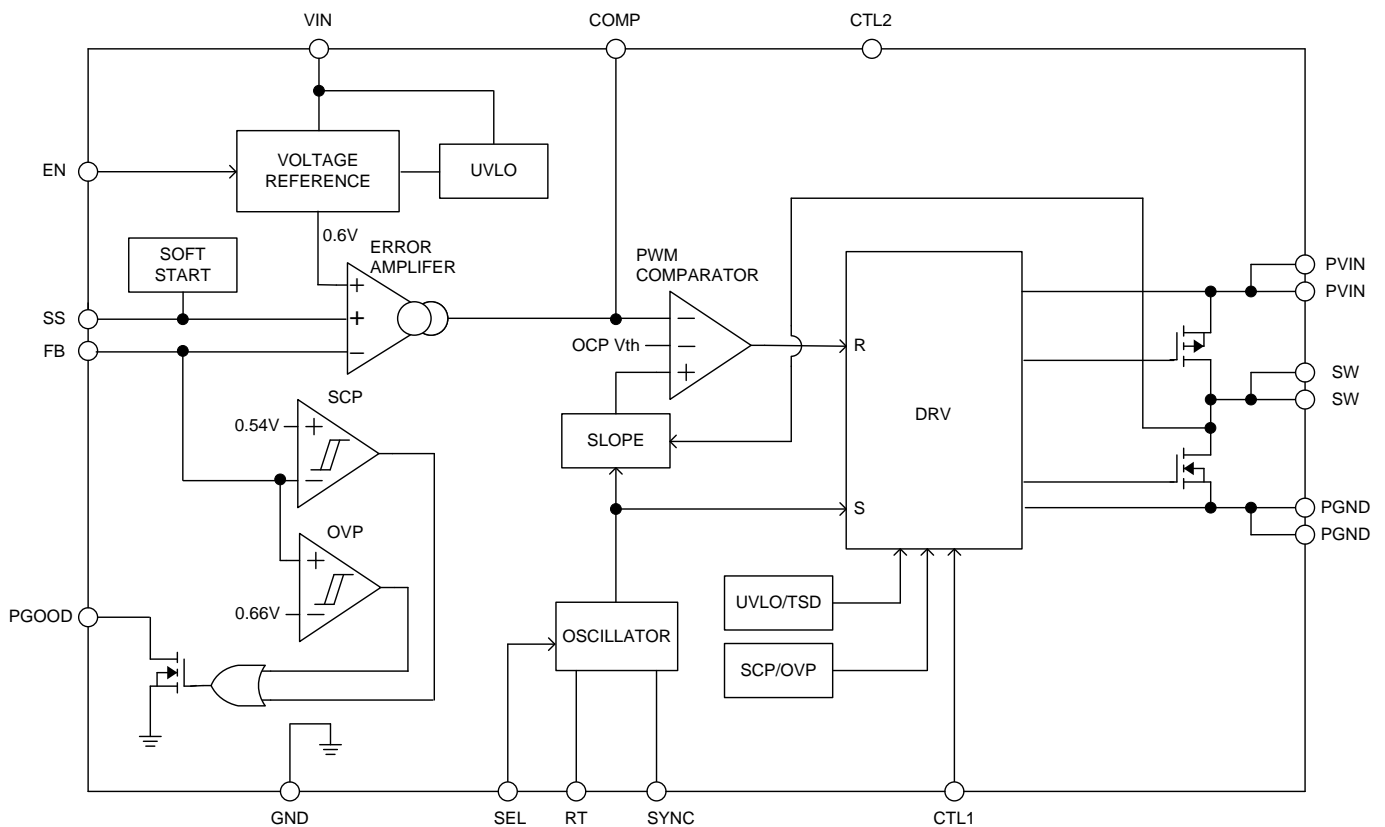 VIN
COMP
CTL2
EN
VOLTAGE
REFERENCE
UVLO
0.6V
SOFT
START
ERROR
AMPLIFER
PWM
COMPARATOR
PVIN
PVIN
+
SS
+
−
FB
−
OCP Vth
−
+
R
SW
SW
SCP
0.54V
+
−
SLOPE
DRV
S
PGND
PGND
OVP
+
0.66V
−
PGOOD
OSCILLATOR
UVLO/TSD
SCP/OVP
GND
SEL
RT
SYNC
CTL1